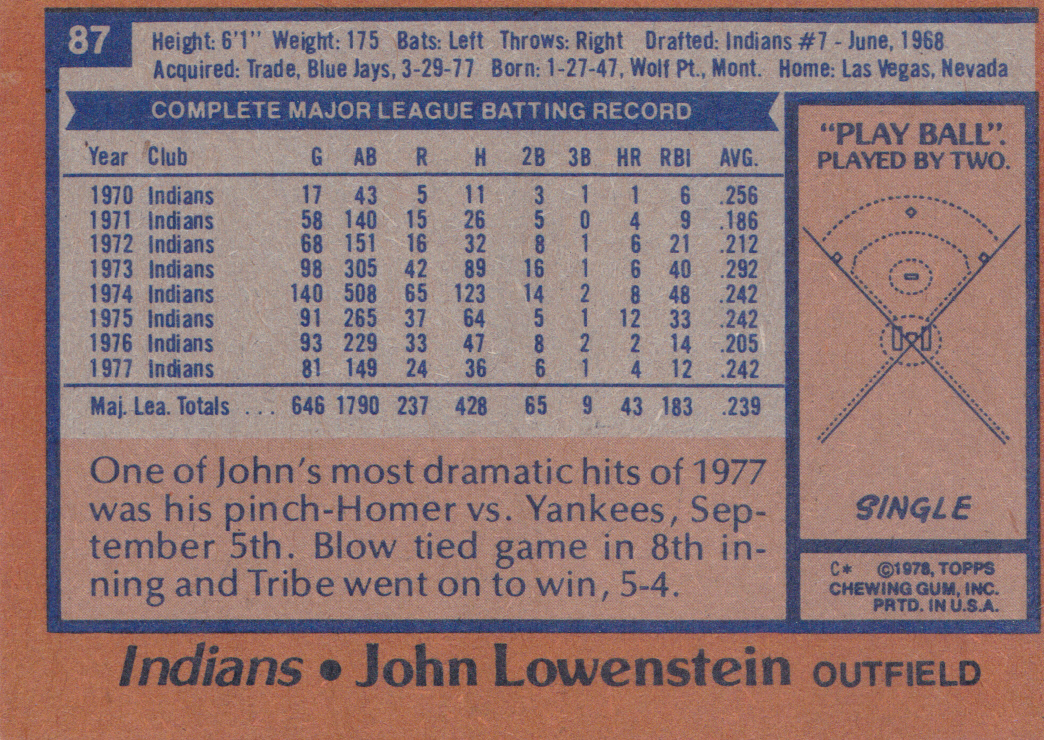 87
Height: 6'1" Weight: 175 Bats: Left Throws: Right Drafted: Indians #7 - June, 1968
Acquired: Trade, Blue Jays, 3-29-77 Born: 1-27-47, Wolf Pt., Mont. Home: Las Vegas, Nevada
COMPLETE MAJOR LEAGUE BATTING RECORD
Year Club G AB R H 2B 3B HR RBI AVG.
1970 Indians 17 43 5 11 3 1 1 6 .256
1971 Indians 58 140 15 26 5 0 4 9 .186
1972 Indians 68 151 16 32 8 1 6 21 .212
1973 Indians 98 305 42 89 16 1 6 40 .292
1974 Indians 140 508 65 123 14 2 8 48 .242
1975 Indians 91 265 37 64 5 1 12 33 .242
1976 Indians 93 229 33 47 8 2 2 14 .205
1977 Indians 81 149 24 36 6 1 4 12 .242
Maj. Lea. Totals ... 646 1790 237 428 65 9 43 183 .239
One of John's most dramatic hits of 1977
was his pinch-Homer vs. Yankees, Sep-
tember 5th. Blow tied game in 8th in-
ning and Tribe went on to win, 5-4.
"PLAY BALL".
PLAYED BY TWO.
SINGLE
C* ©1978, TOPPS
CHEWING GUM, INC.
PRTD. IN U.S.A.
Indians • John Lowenstein OUTFIELD